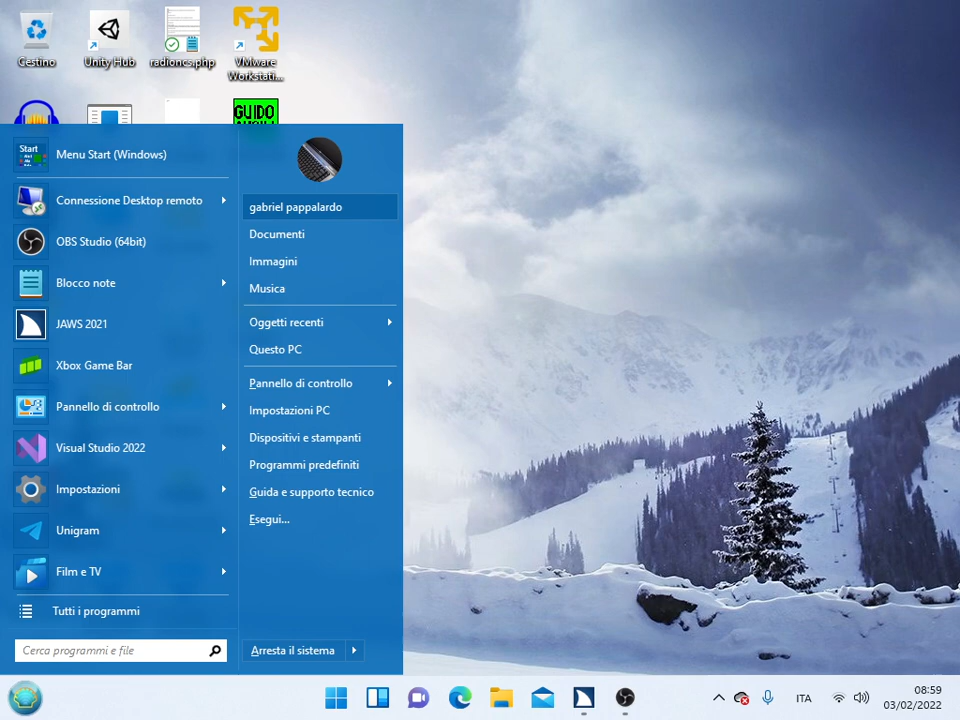 Cestino
Unity Hub
radioncs.php
VMware
Workstati...
GUIDO
Start
Menu Start (Windows)
Connessione Desktop remoto
OBS Studio (64bit)
Blocco note
JAWS 2021
Xbox Game Bar
Pannello di controllo
Visual Studio 2022
Impostazioni
Unigram
Film e TV
Tutti i programmi
Cerca programmi e file
gabriel pappalardo
Documenti
Immagini
Musica
Oggetti recenti
Questo PC
Pannello di controllo
Impostazioni PC
Dispositivi e stampanti
Programmi predefiniti
Guida e supporto tecnico
Esegui...
Arresta il sistema
ITA
08:59
03/02/2022